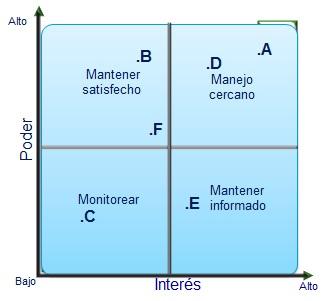 Alto
.A
.B
.D
Mantener
satisfecho
Manejo
cercano
.F
Poder
Monitorear
.C
.E
Mantener
informado
Bajo
Interés
Alto